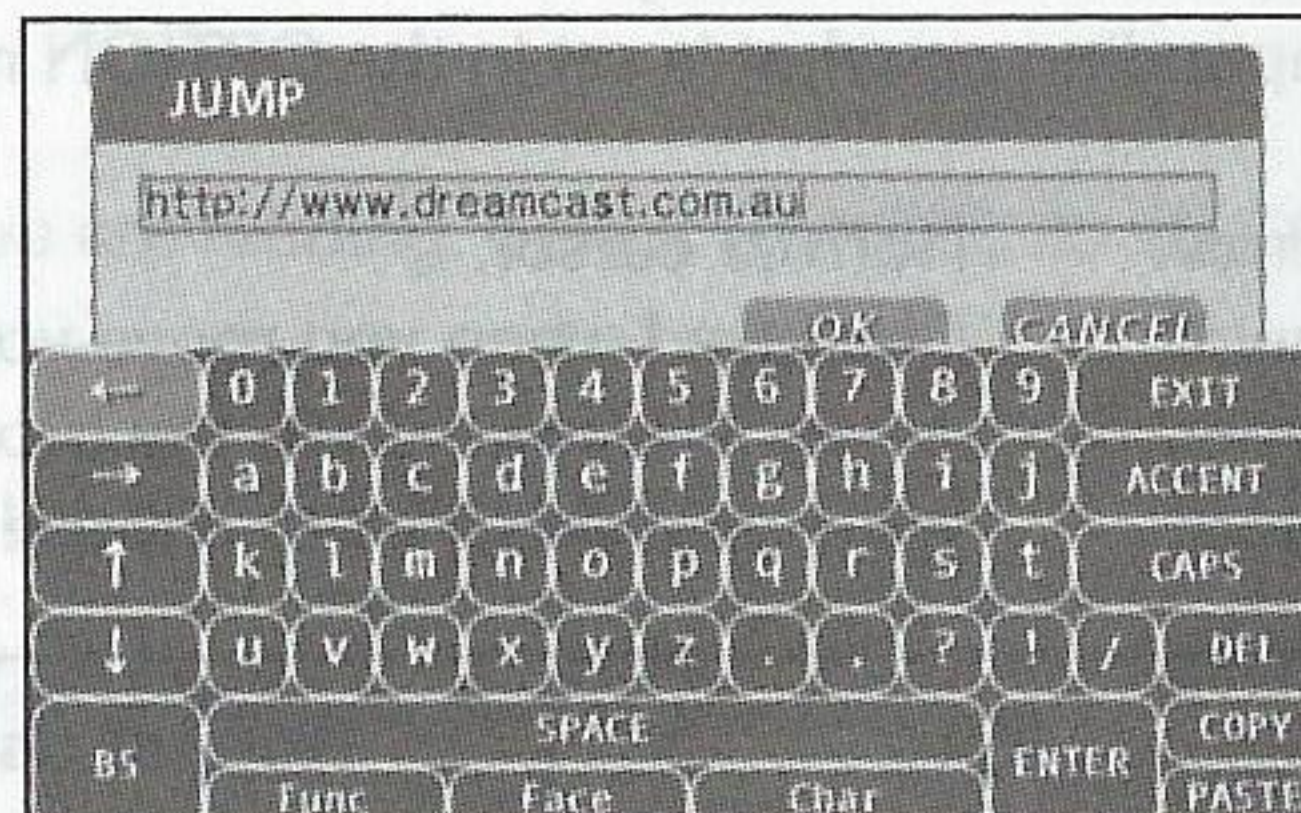 JUMP
http://www.dreamcast.com.au
OK CANCEL
← 0 1 2 3 4 5 6 7 8 9 EXIT
→ a b c d e f g h i j ACCENT
↑ k l m n o p q r s t CAPS
↓ u v w x y z . , ? ! / DEL
BS SPACE ENTER COPY
Func Face Char PASTE